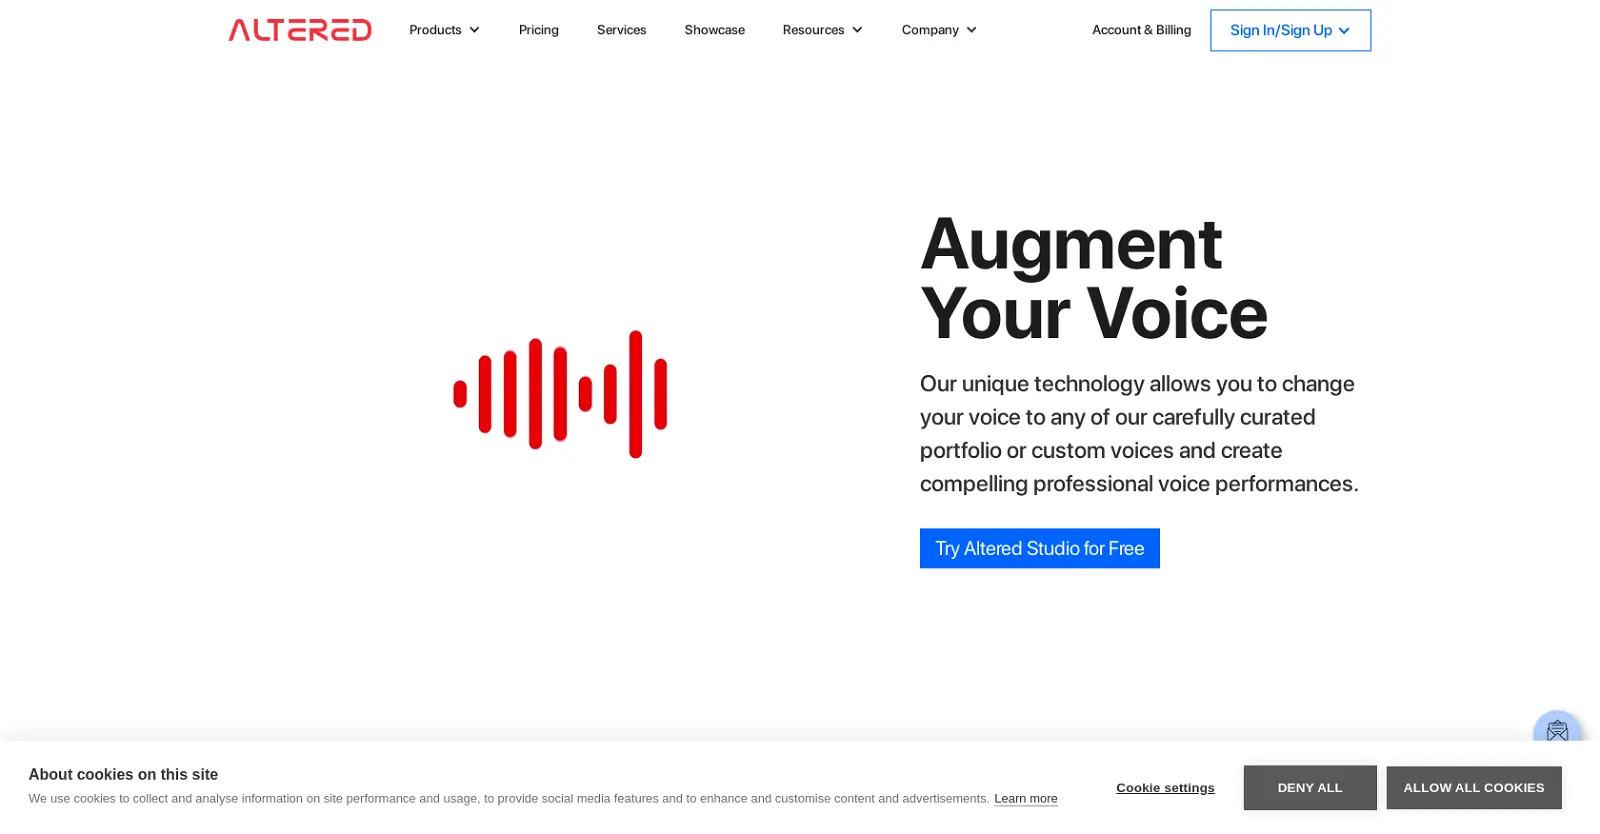 ALTERED
Products
Pricing
Services
Showcase
Resources
Company
Account & Billing
Sign In/Sign Up
Augment
Your Voice
Our unique technology allows you to change
your voice to any of our carefully curated
portfolio or custom voices and create
compelling professional voice performances.
Try Altered Studio for Free
About cookies on this site
We use cookies to collect and analyse information on site performance and usage, to provide social media features and to enhance and customise content and advertisements. Learn more
Cookie settings
DENY ALL
ALLOW ALL COOKIES